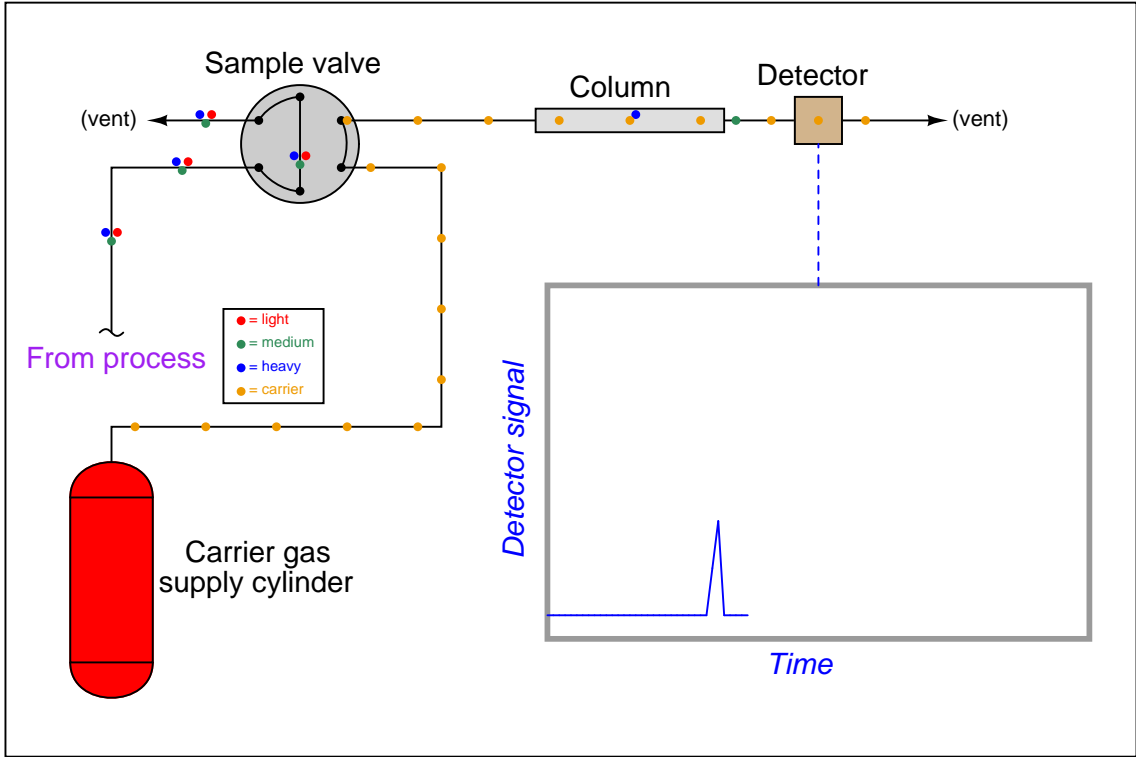 Sample valve
Column
Detector
(vent)
(vent)
From process
= light
= medium
= heavy
= carrier
Detector signal
Carrier gas
supply cylinder
Time